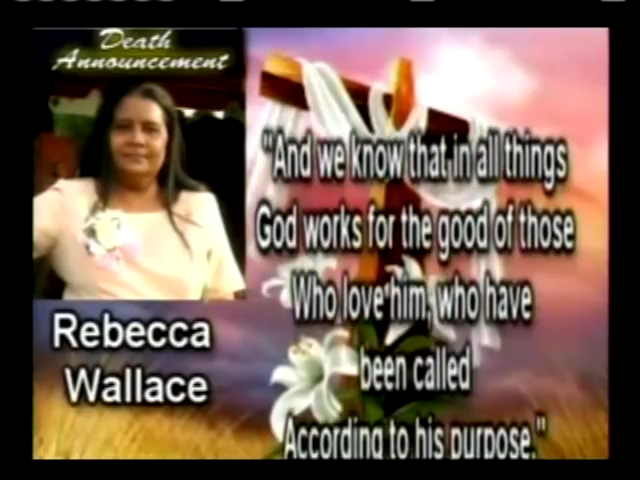 Death
Announcement
"And we know that in all things
God works for the good of those
Who love him, who have
been called
According to his purpose."
Rebecca
Wallace